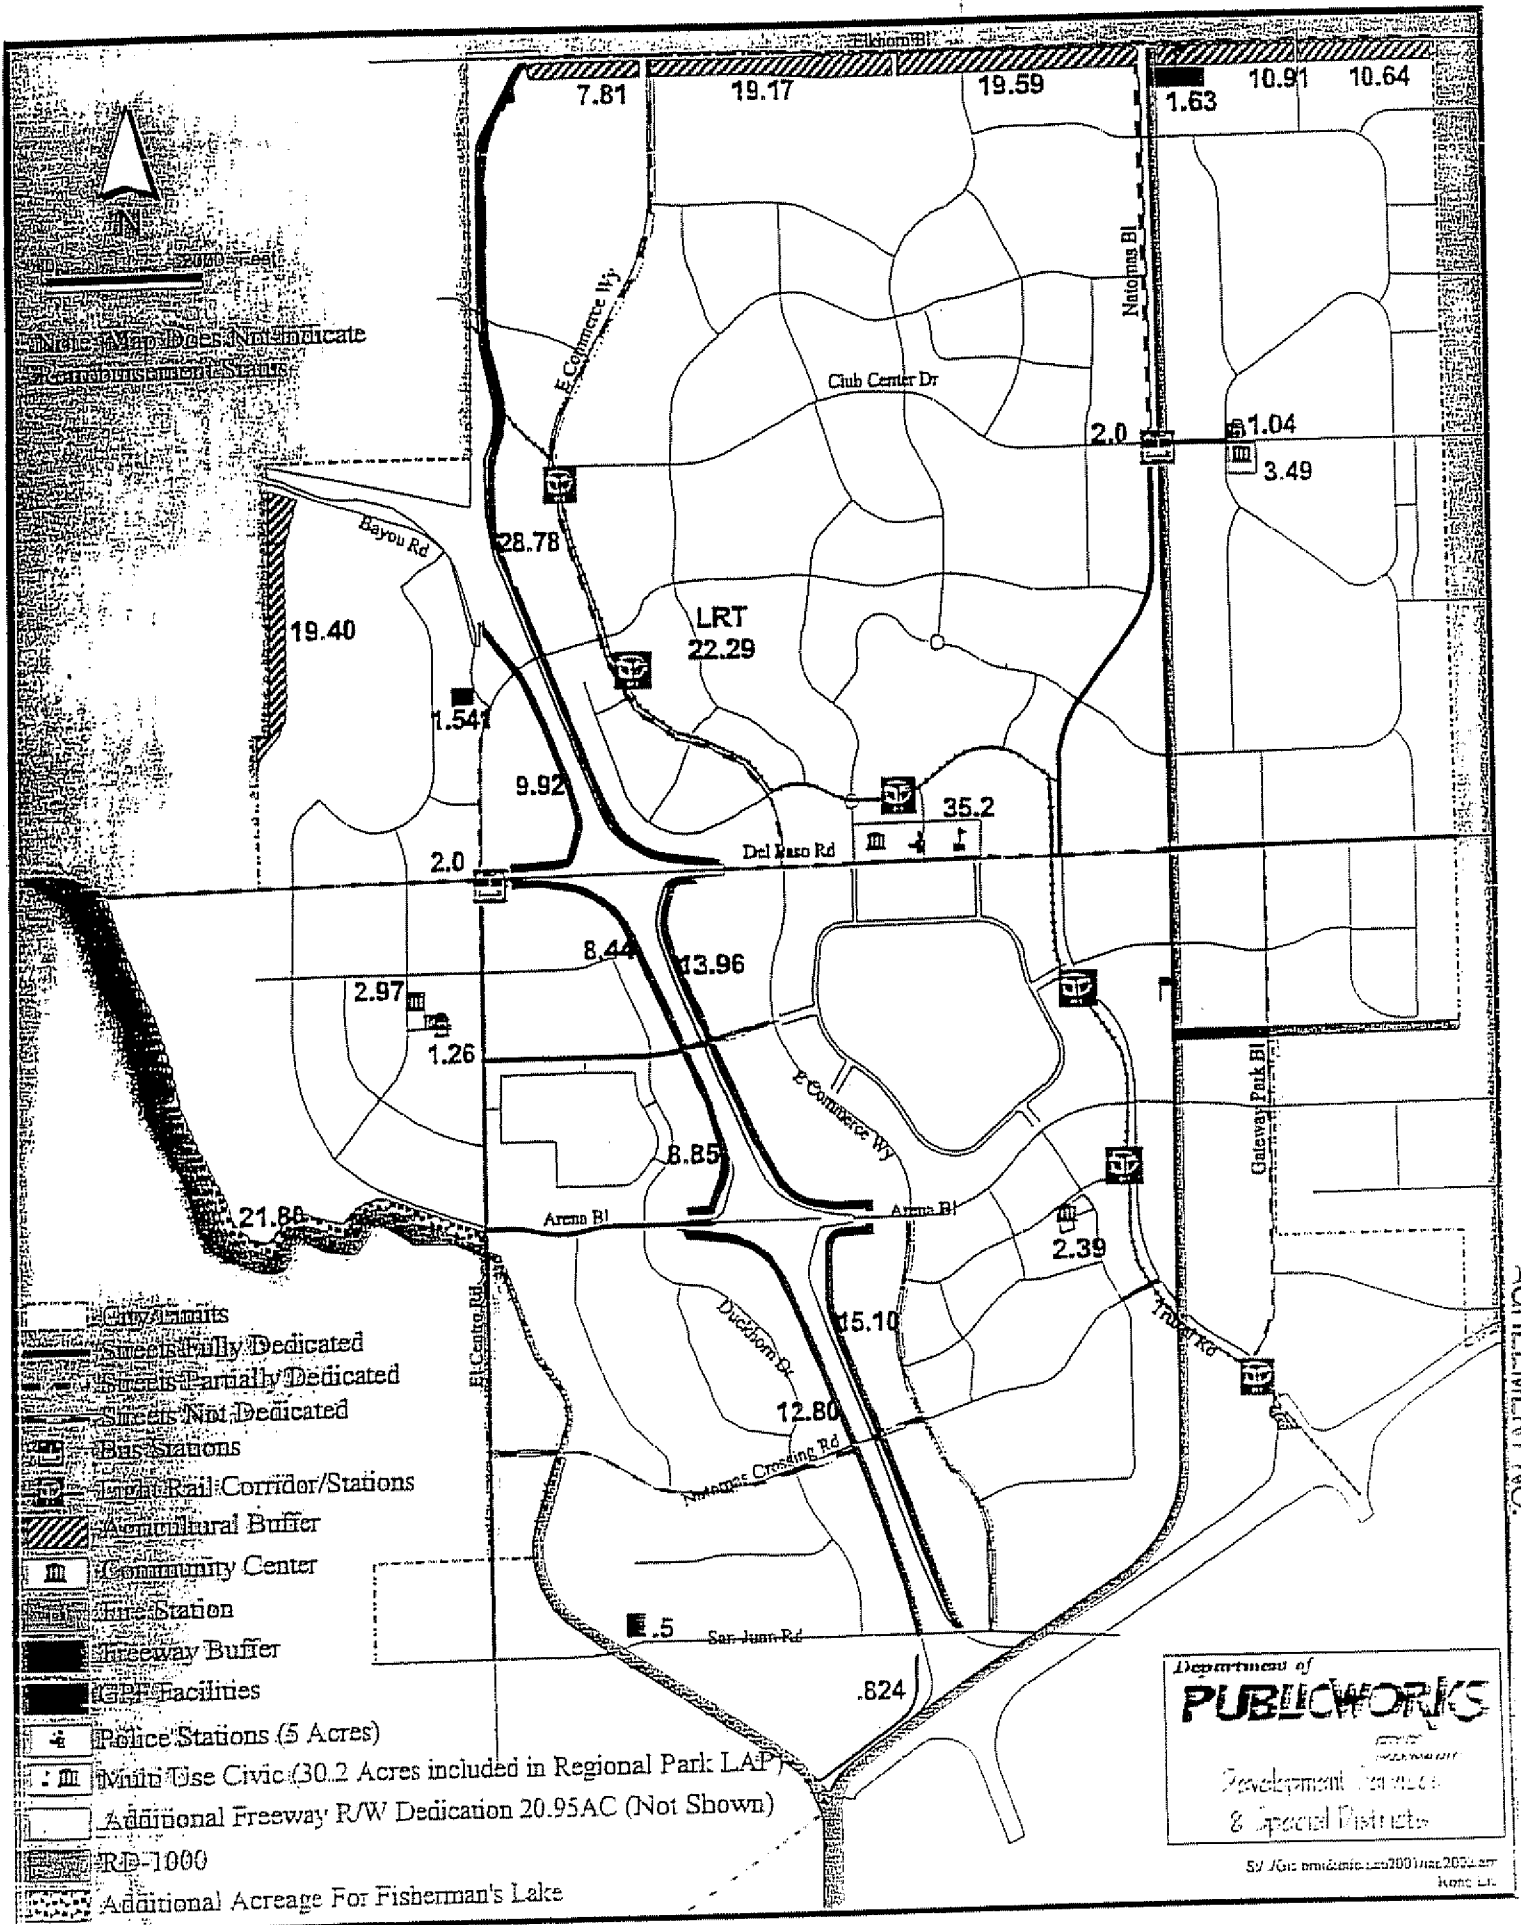 Elkhorn Bl
7.81
19.17
19.59
1.63
10.91
10.64
N
2000 Feet
Note: Map Does Not Indicate
Reimbursement Status
E Commerce Wy
Natomas Bl
Club Center Dr
2.0
1.04
3.49
Bayou Rd
28.78
19.40
LRT
22.29
1.541
9.92
35.2
Del Paso Rd
2.0
8.44
13.96
2.97
1.26
E Commerce Wy
Gateway Park Bl
8.85
21.86
Arena Bl
Arena Bl
2.39
El Centro Rd
Duckhorn Dr
15.10
Truxel Rd
12.80
Natomas Crossing Rd
.5
San Juan Rd
.824
City Limits
Streets Fully Dedicated
Streets Partially Dedicated
Streets Not Dedicated
Bus Stations
Light Rail Corridor/Stations
Agricultural Buffer
Community Center
Fire Station
Freeway Buffer
GPF Facilities
Police Stations (5 Acres)
Multi Use Civic (30.2 Acres included in Regional Park LAP)
Additional Freeway R/W Dedication 20.95AC (Not Shown)
RD-1000
Additional Acreage For Fisherman's Lake
Department of
PUBLIC WORKS
Development Services
& Special Districts